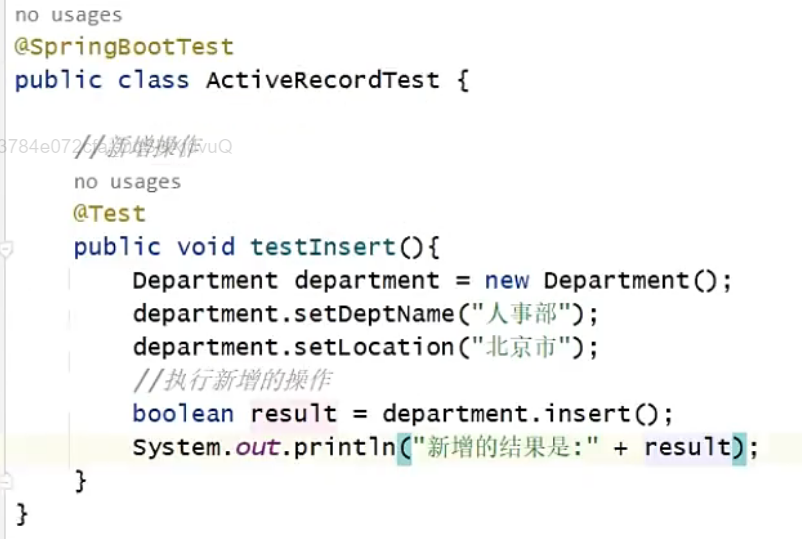 no usages
@SpringBootTest
public class ActiveRecordTest {
//新增操作
no usages
@Test
public void testInsert(){
Department department = new Department();
department.setDeptName("人事部");
department.setLocation("北京市");
//执行新增的操作
boolean result = department.insert();
System.out.println("新增的结果是:" + result);
}
}